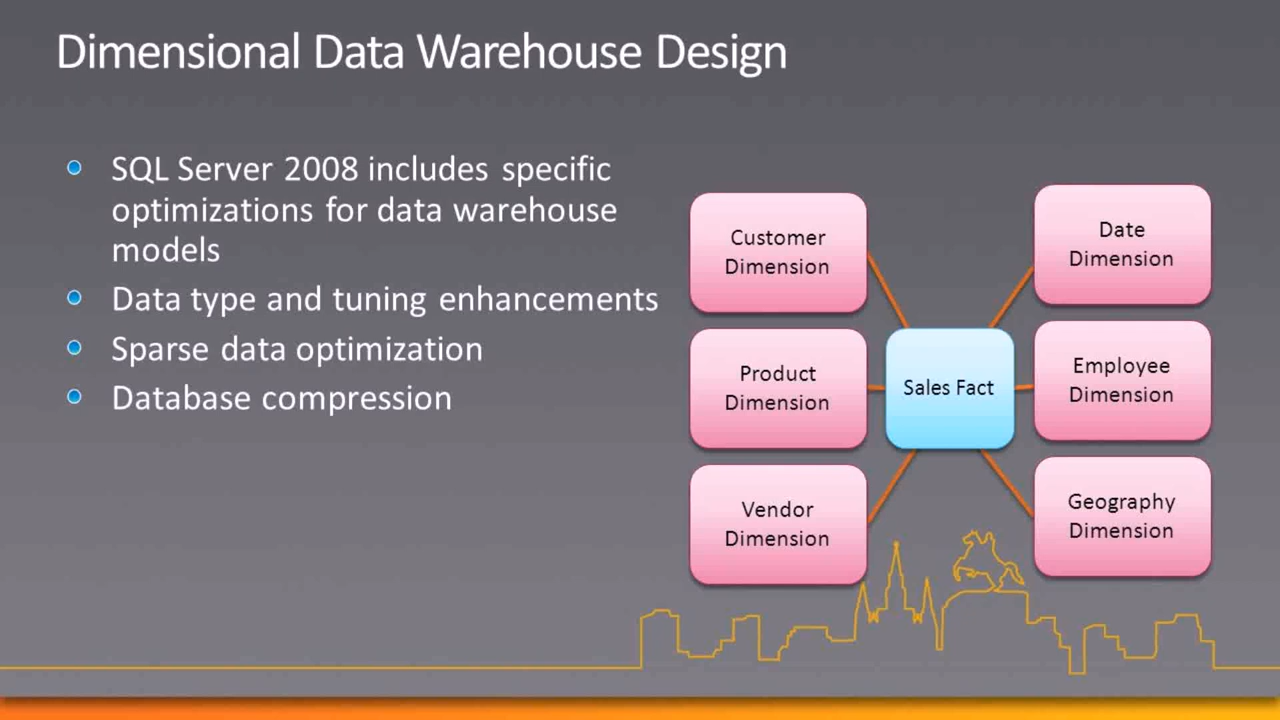 Dimensional Data Warehouse Design
SQL Server 2008 includes specific
optimizations for data warehouse
models
Data type and tuning enhancements
Sparse data optimization
Database compression
Customer
Dimension
Product
Dimension
Vendor
Dimension
Sales Fact
Date
Dimension
Employee
Dimension
Geography
Dimension